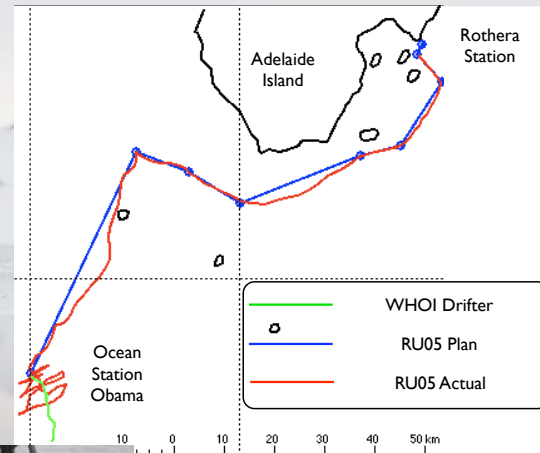 Adelaide
Island
Rothera
Station
Ocean
Station
Obama
WHOI Drifter
RU05 Plan
RU05 Actual
10 0 10 20 30 40 50 km